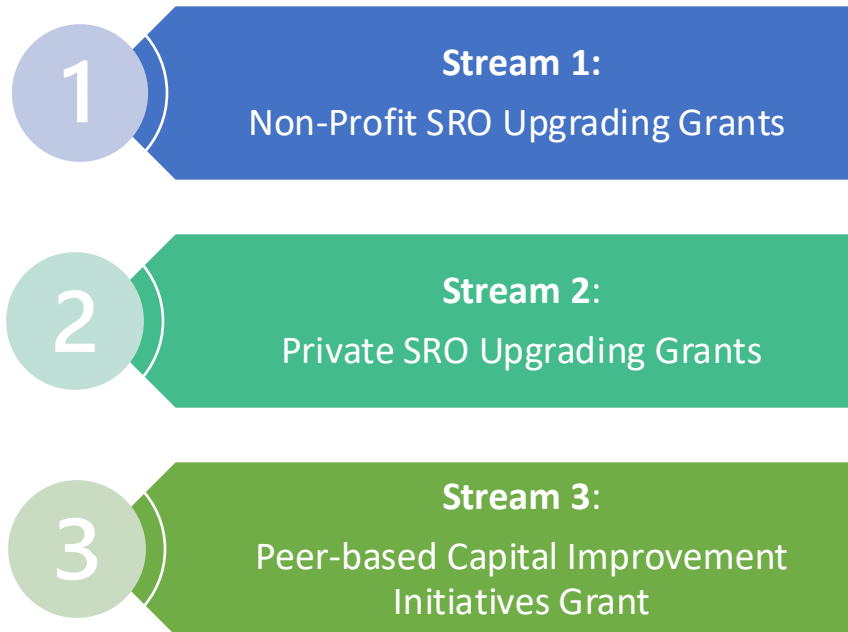 1
Stream 1:
Non-Profit SRO Upgrading Grants
2
Stream 2:
Private SRO Upgrading Grants
3
Stream 3:
Peer-based Capital Improvement
Initiatives Grant